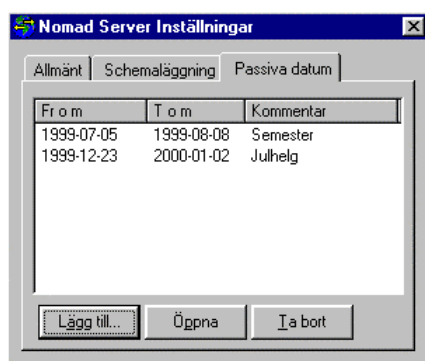 Nomad Server Inställningar
Allmänt Schemaläggning Passiva datum
Fr o m T o m Kommentar
1999-07-05 1999-08-08 Semester
1999-12-23 2000-01-02 Julhelg
Lägg till... Öppna Ta bort